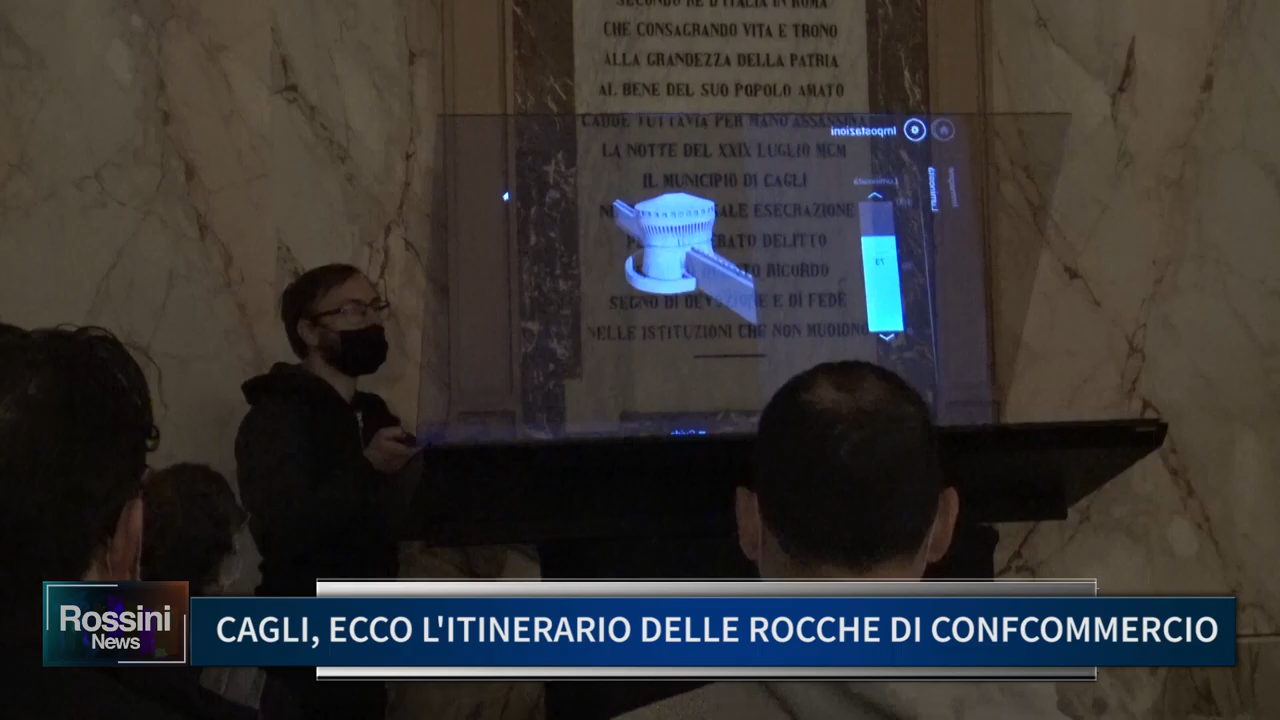 SECONDO RE D'ITALIA IN ROMA
CHE CONSAGRANDO VITA E TRONO
ALLA GRANDEZZA DELLA PATRIA
AL BENE DEL SUO POPOLO AMATO
CADDE TUTTAVIA PER MANO ASSASSINA
Impostazioni
LA NOTTE DEL XXIX LUGLIO MCM
IL MUNICIPIO DI CAGLI
ESECRAZIONE
DELITTO
RICORDO
SEGNO DI E DI FEDE
NELLE ISTITUZIONI CHE NON MUOIONO
Rossini
News
CAGLI, ECCO L'ITINERARIO DELLE ROCCHE DI CONFCOMMERCIO